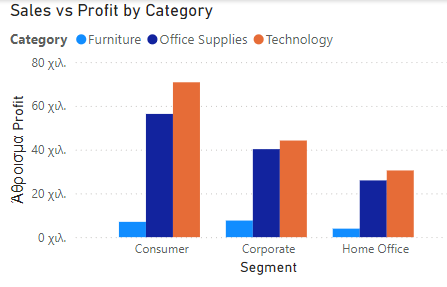 Sales vs Profit by Category
Category Furniture Office Supplies Technology
80 χιλ.
60 χιλ.
40 χιλ.
20 χιλ.
0 χιλ.
Άθροισμα Profit
Consumer Corporate Home Office
Segment